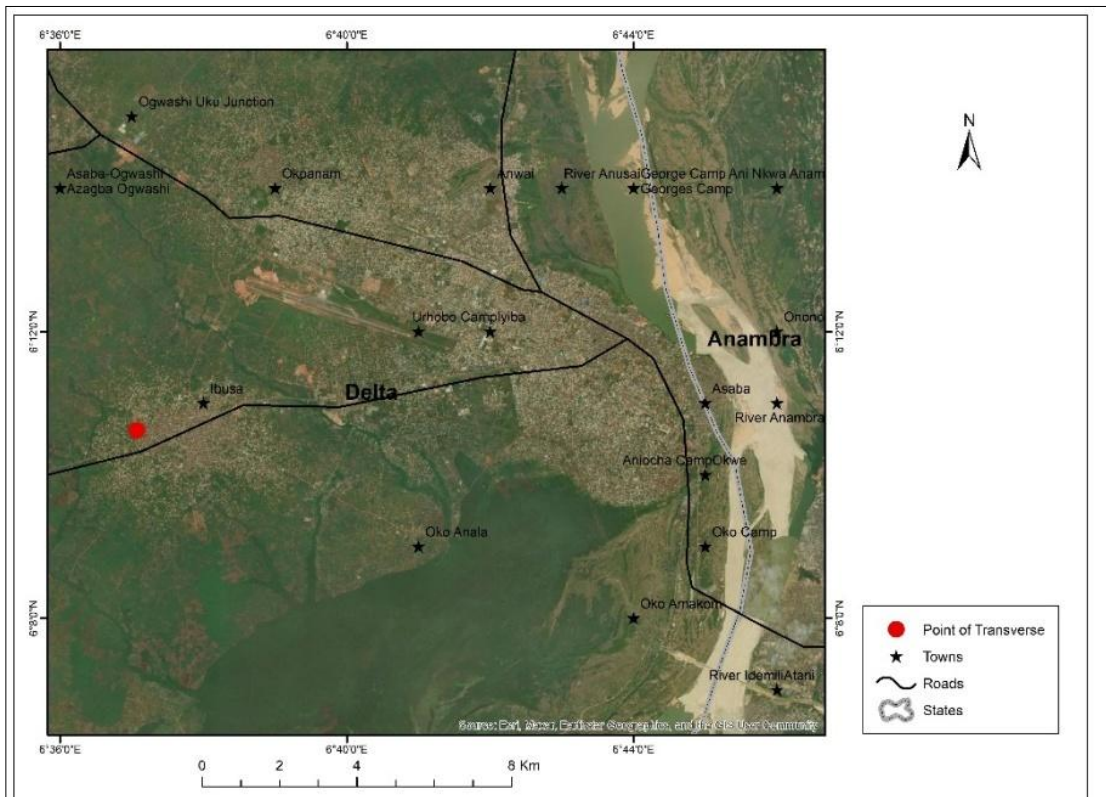 6°36'0"E 6°40'0"E 6°44'0"E
N
Ogwashi Uku Junction
Asaba-Ogwashi
Azagba Ogwashi
Okpanam
Anwai
River Anusai
George Camp Ani Nkwa Anam
Georges Camp
6°12'0"N
Urhobo Camp
Iyiba
Anambra
Onono
6°12'0"N
Ibusa
Delta
Asaba
River Anambra
Aniocha Camp
Okwe
Oko Anala
Oko Camp
6°8'0"N
Oko Amakom
6°8'0"N
River Idemili
Atani
Source: Esri, Maxar, Earthstar Geographics, and the GIS User Community
6°36'0"E 6°40'0"E 6°44'0"E
0 2 4 8 Km
Point of Transverse
Towns
Roads
States